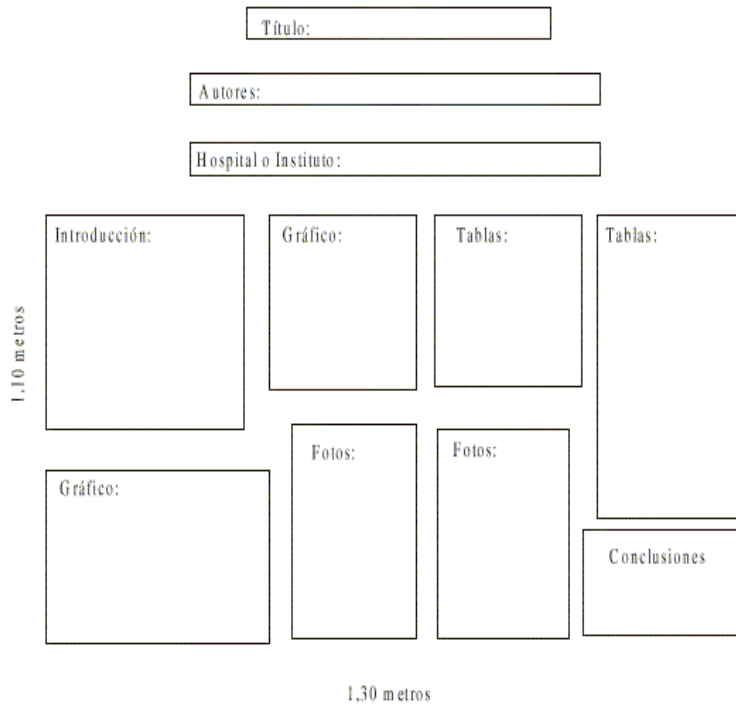 Título:
Autores:
Hospital o Instituto:
Introducción:
Gráfico:
Tablas:
Tablas:
1,10 metros
Gráfico:
Fotos:
Fotos:
Conclusiones
1,30 metros